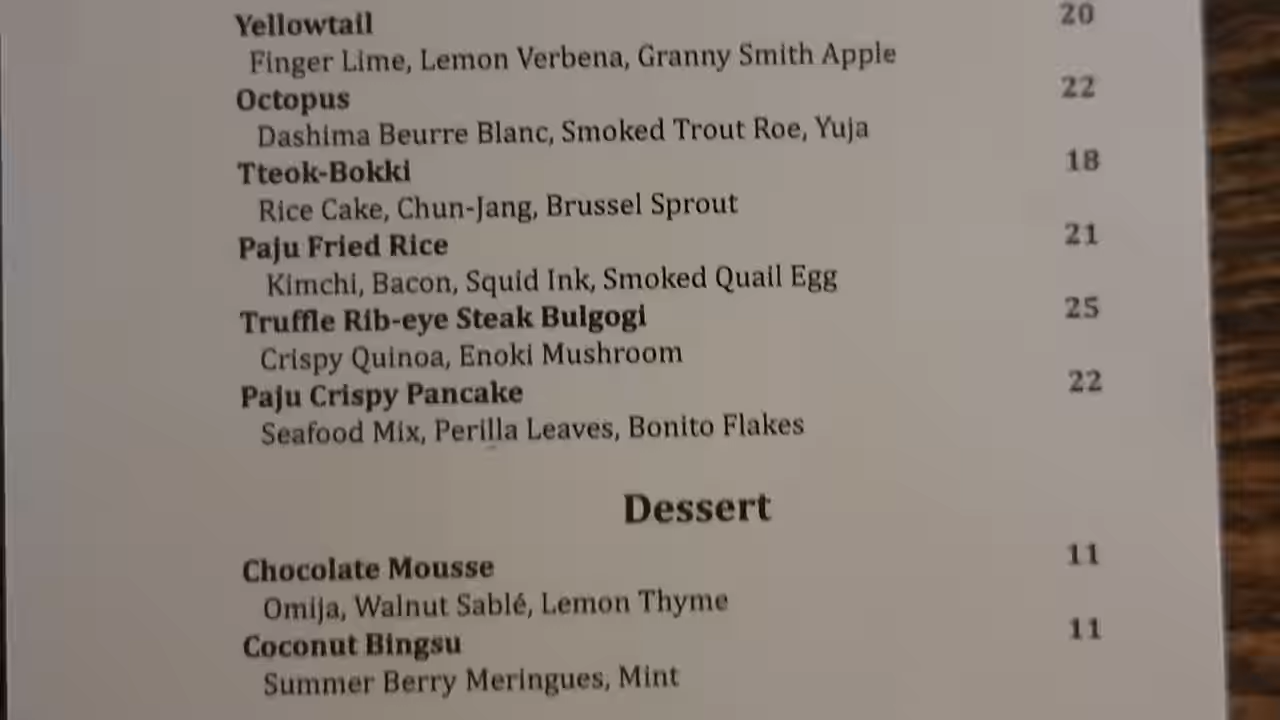 Yellowtail 20
Finger Lime, Lemon Verbena, Granny Smith Apple
Octopus 22
Dashima Beurre Blanc, Smoked Trout Roe, Yuja
Tteok-Bokki 18
Rice Cake, Chun-Jang, Brussel Sprout
Paju Fried Rice 21
Kimchi, Bacon, Squid Ink, Smoked Quail Egg
Truffle Rib-eye Steak Bulgogi 25
Crispy Quinoa, Enoki Mushroom
Paju Crispy Pancake 22
Seafood Mix, Perilla Leaves, Bonito Flakes
Dessert
Chocolate Mousse 11
Omija, Walnut Sablé, Lemon Thyme
Coconut Bingsu 11
Summer Berry Meringues, Mint